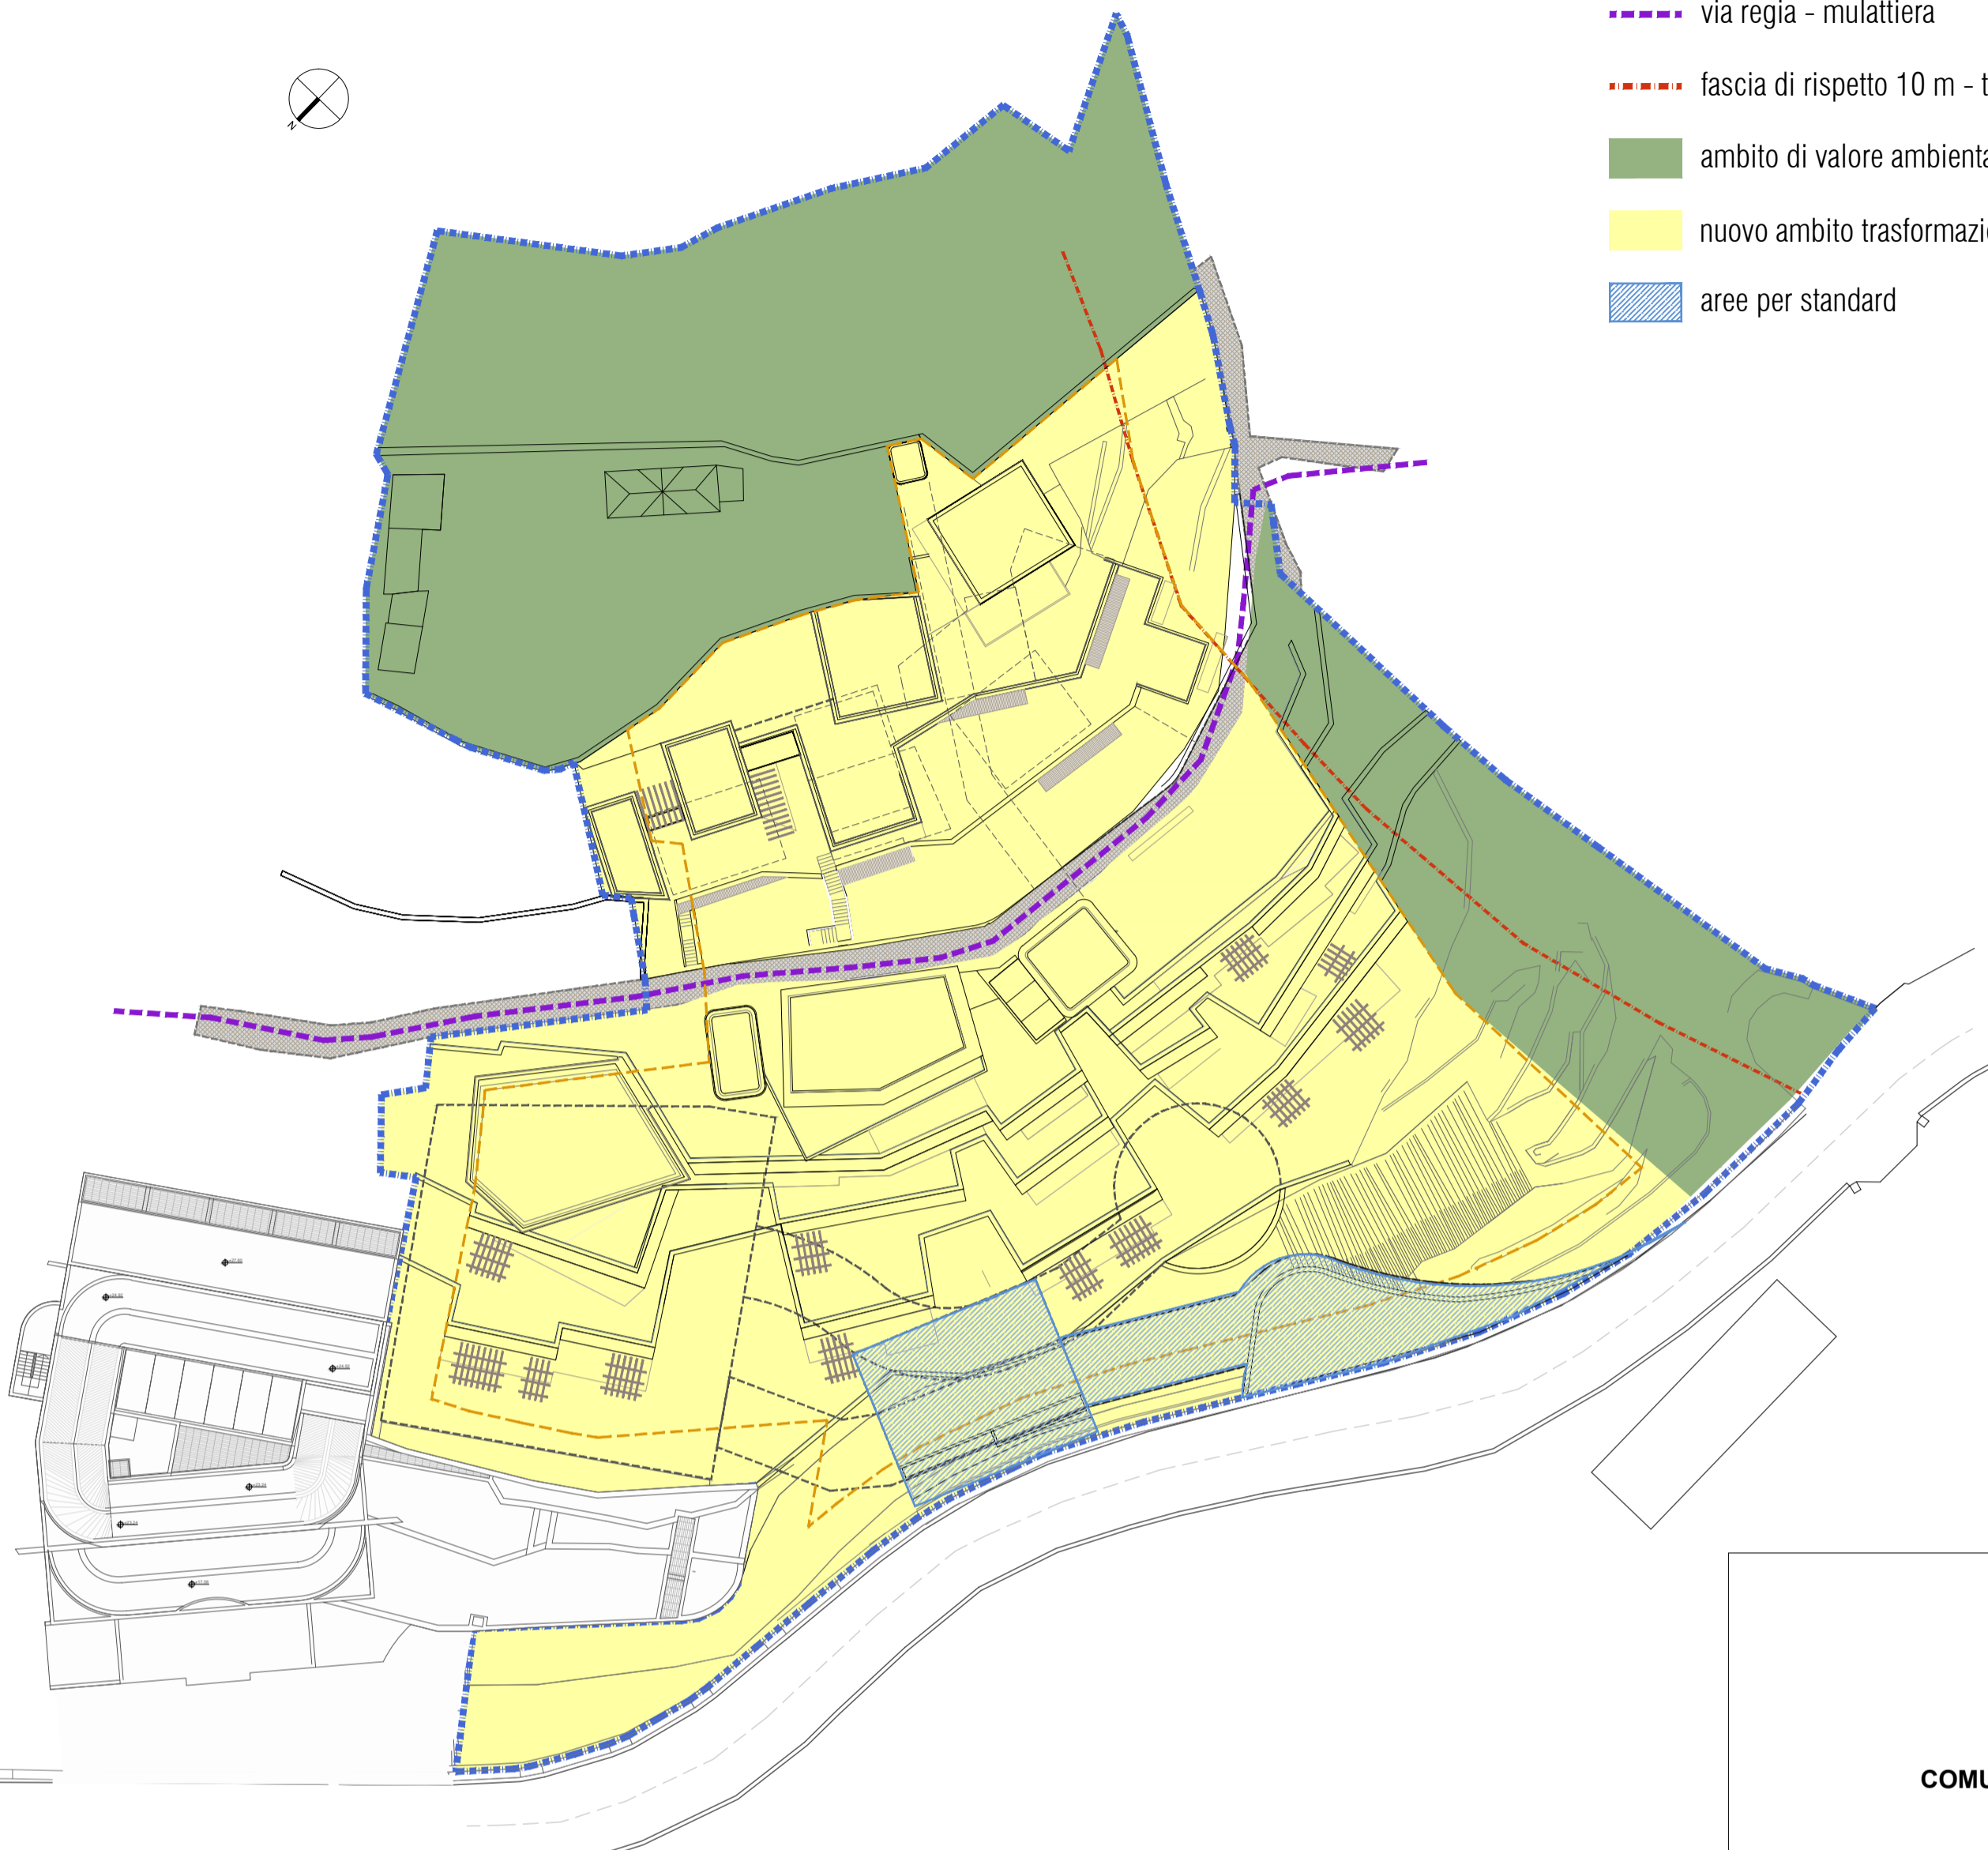 via regia - mulattiera
fascia di rispetto 10 m - t
ambito di valore ambienta
nuovo ambito trasformazi
aree per standard
N
COMU